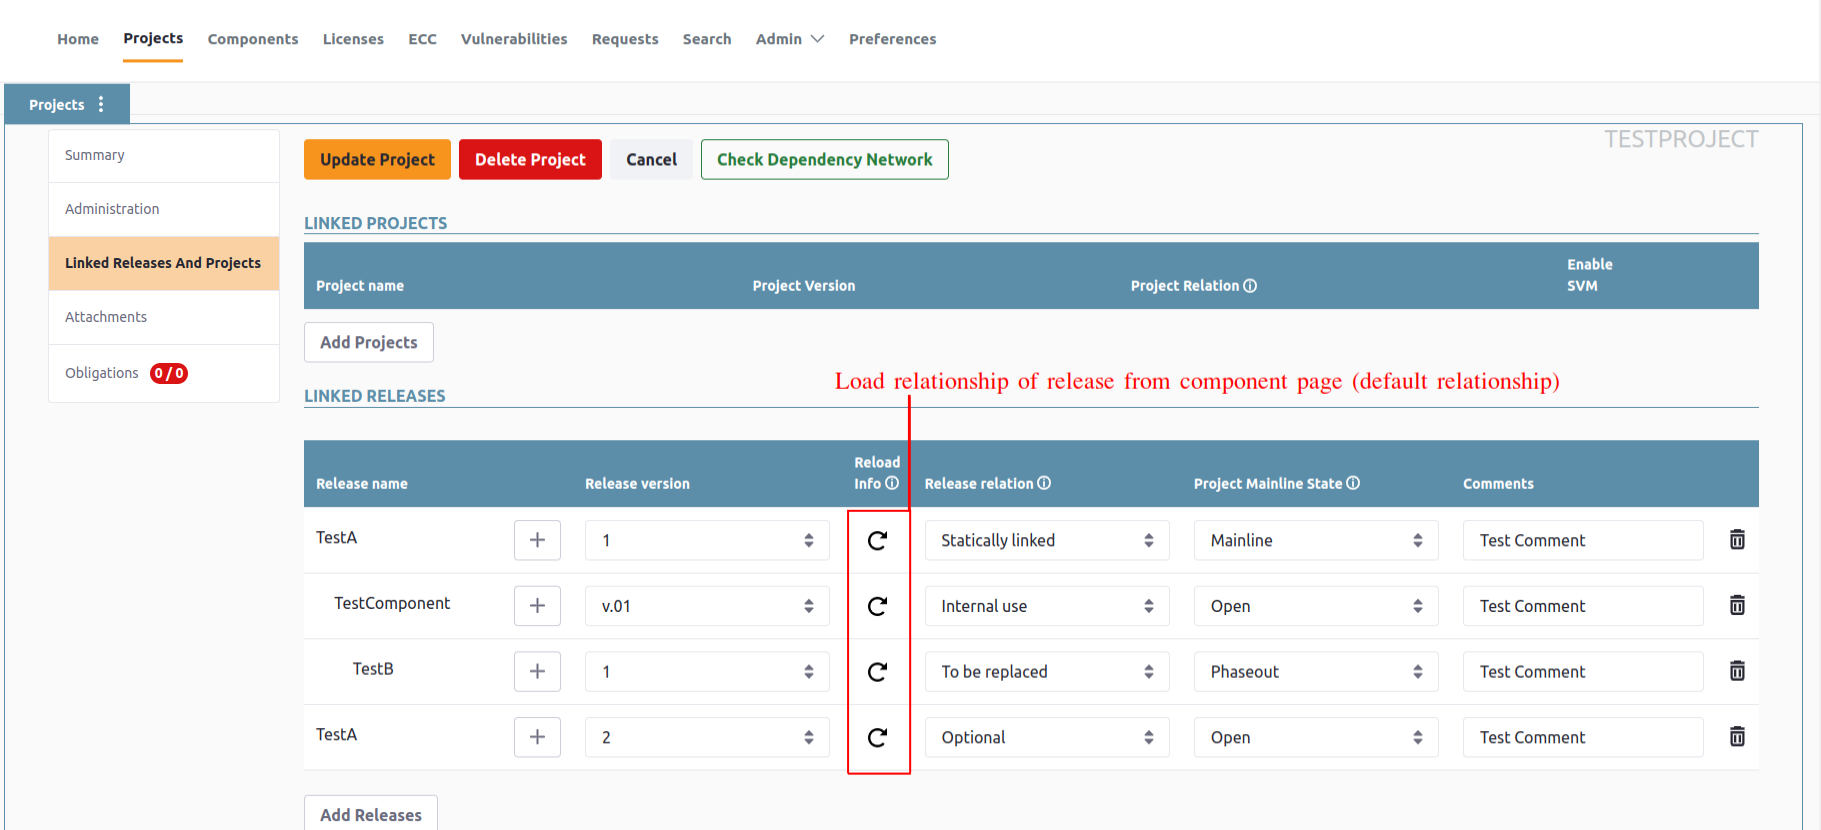 Home Projects Components Licenses ECC Vulnerabilities Requests Search Admin Preferences
Projects
TESTPROJECT
Summary
Administration
Linked Releases And Projects
Attachments
Obligations 0 / 0
Update Project Delete Project Cancel Check Dependency Network
LINKED PROJECTS
Project name Project Version Project Relation Enable SVM
Add Projects
Load relationship of release from component page (default relationship)
LINKED RELEASES
Release name Release version Reload Info Release relation Project Mainline State Comments
TestA 1 Statically linked Mainline Test Comment
TestComponent v.01 Internal use Open Test Comment
TestB 1 To be replaced Phaseout Test Comment
TestA 2 Optional Open Test Comment
Add Releases